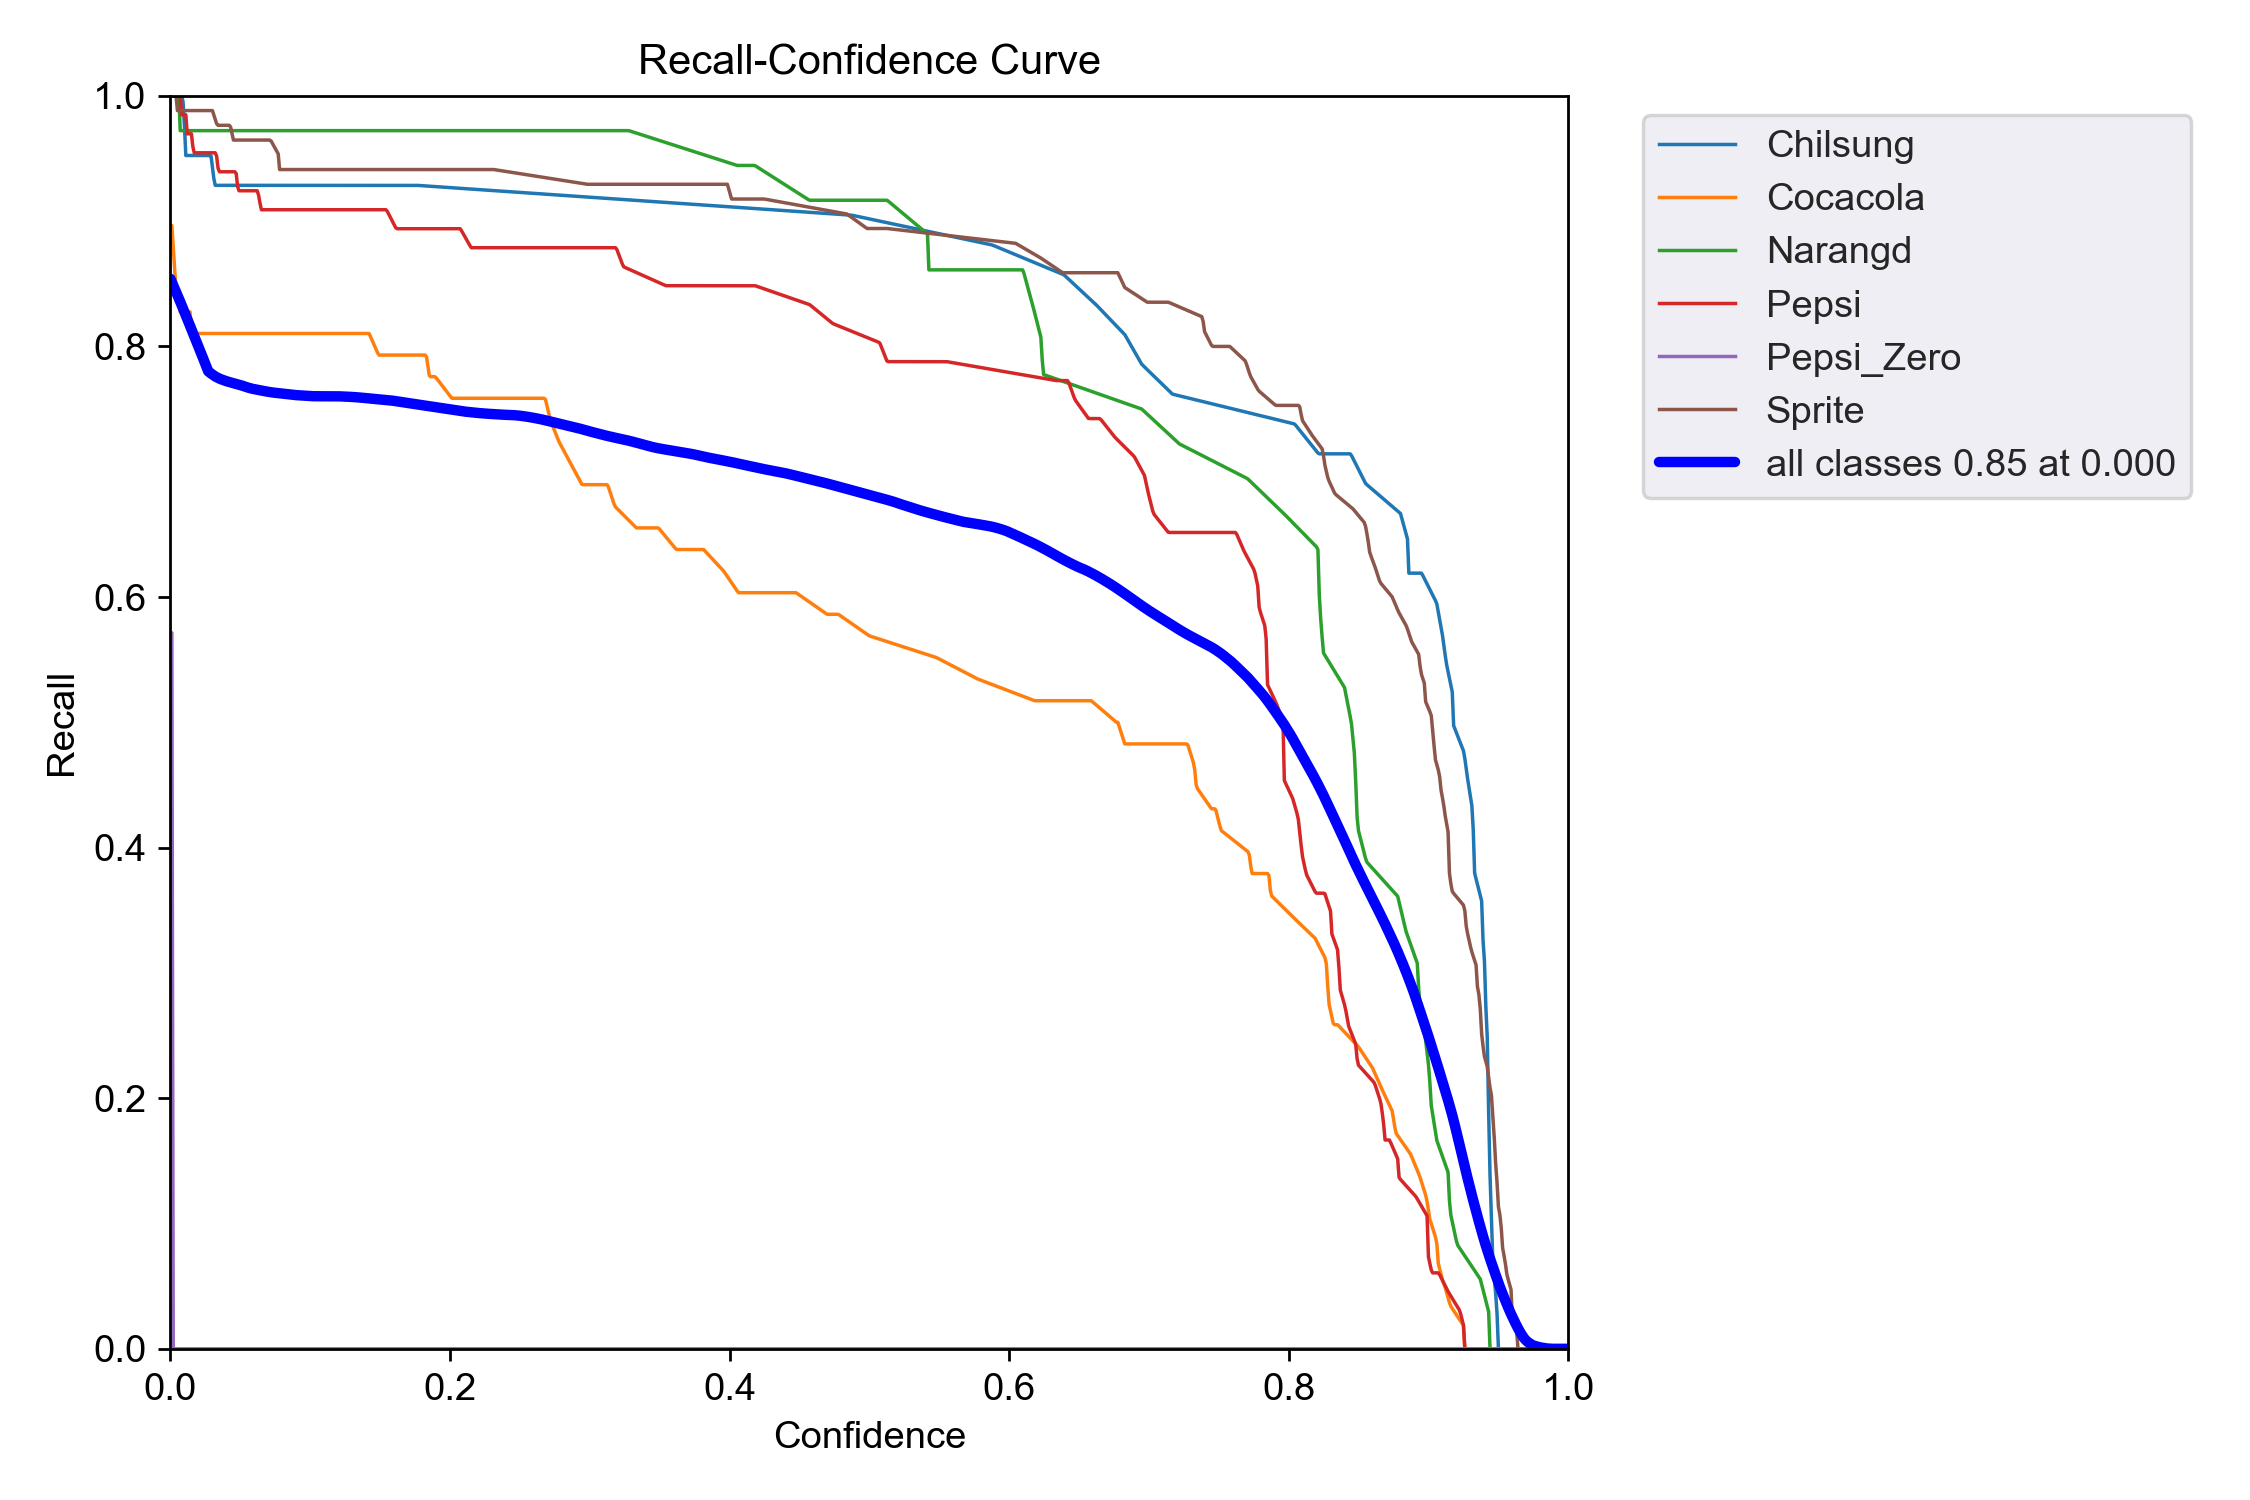 Recall-Confidence Curve
1.0
0.8
0.6
0.4
0.2
0.0
Recall
0.0 0.2 0.4 0.6 0.8 1.0
Confidence
Chilsung
Cocacola
Narangd
Pepsi
Pepsi_Zero
Sprite
all classes 0.85 at 0.000